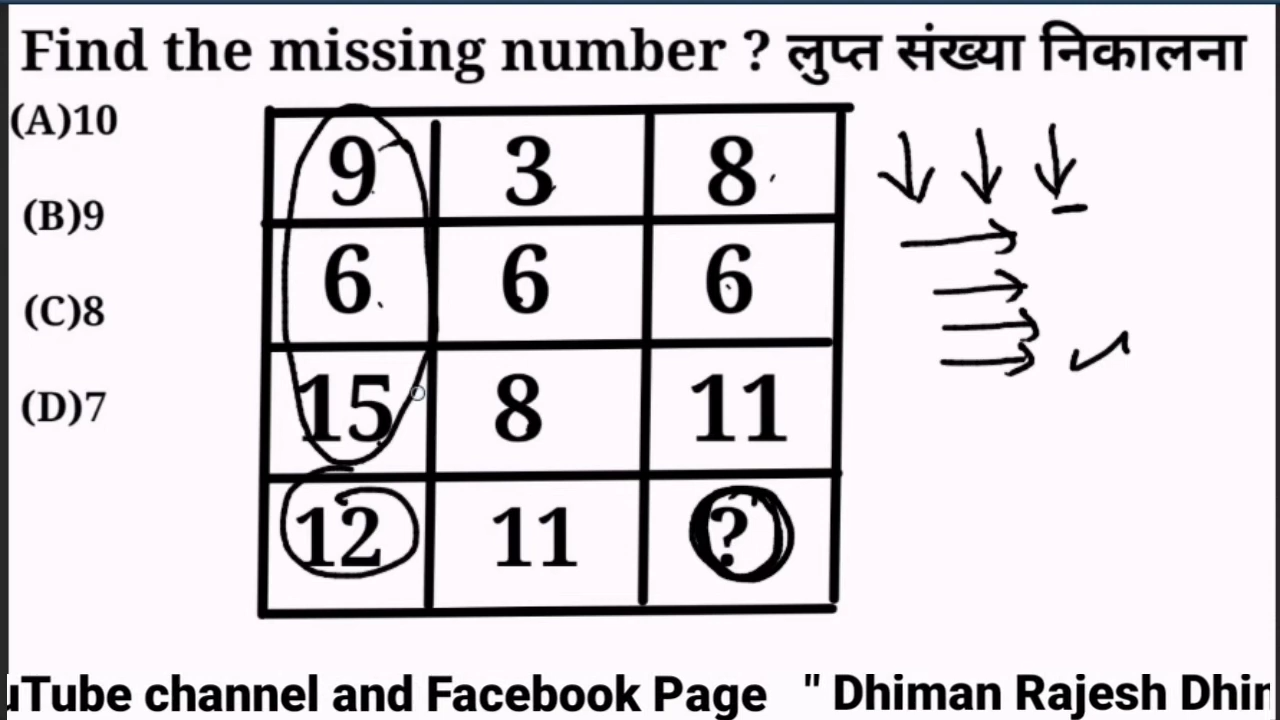 Find the missing number ? लुप्त संख्या निकालना
(A)10
(B)9
(C)8
(D)7
9 3 8
6 6 6
15 8 11
12 11 ?
uTube channel and Facebook Page " Dhiman Rajesh